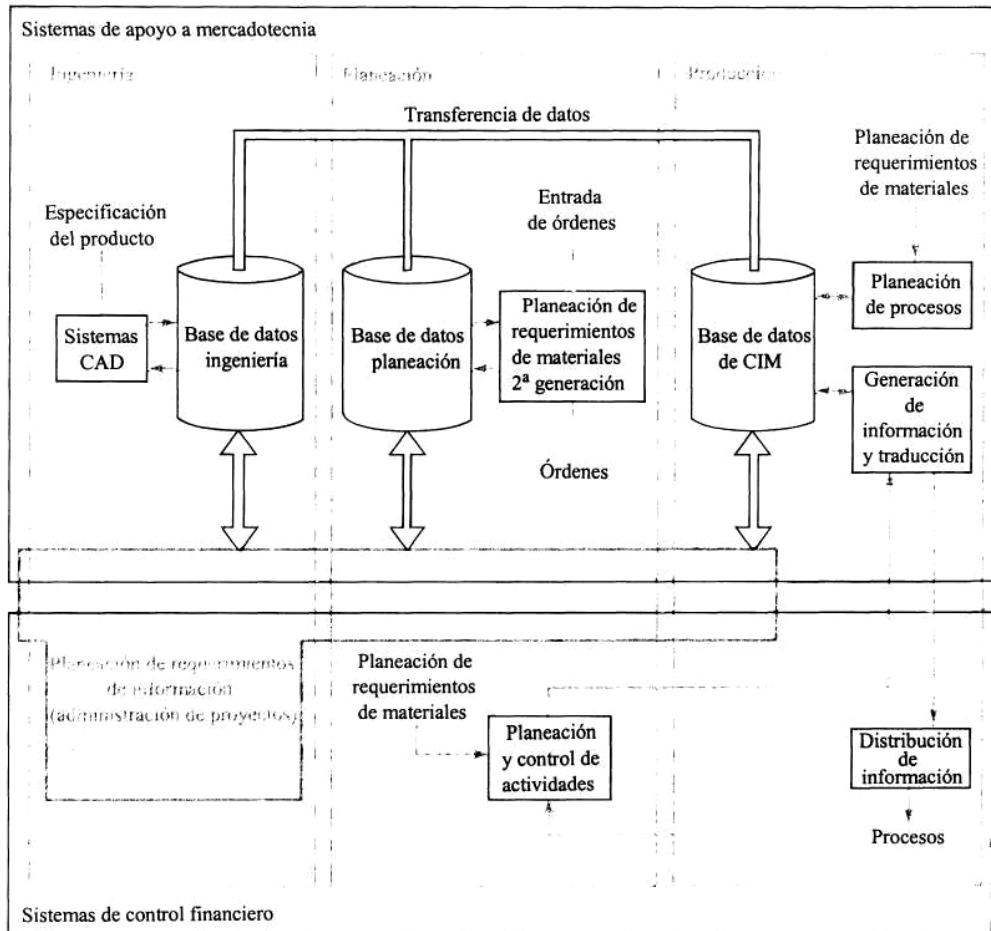 Sistemas de apoyo a mercadotecnia
Ingeniería
Planeación
Producción
Transferencia de datos
Planeación de
requerimientos
de materiales
Especificación
del producto
Entrada
de órdenes
Sistemas
CAD
Base de datos
ingeniería
Base de datos
planeación
Planeación de
requerimientos
de materiales
2ª generación
Base de datos
de CIM
Planeación
de procesos
Generación
de
información
y traducción
Órdenes
Planeación de requerimientos
de información
(administración de proyectos)
Planeación de
requerimientos
de materiales
Planeación
y control de
actividades
Distribución
de
información
Procesos
Sistemas de control financiero